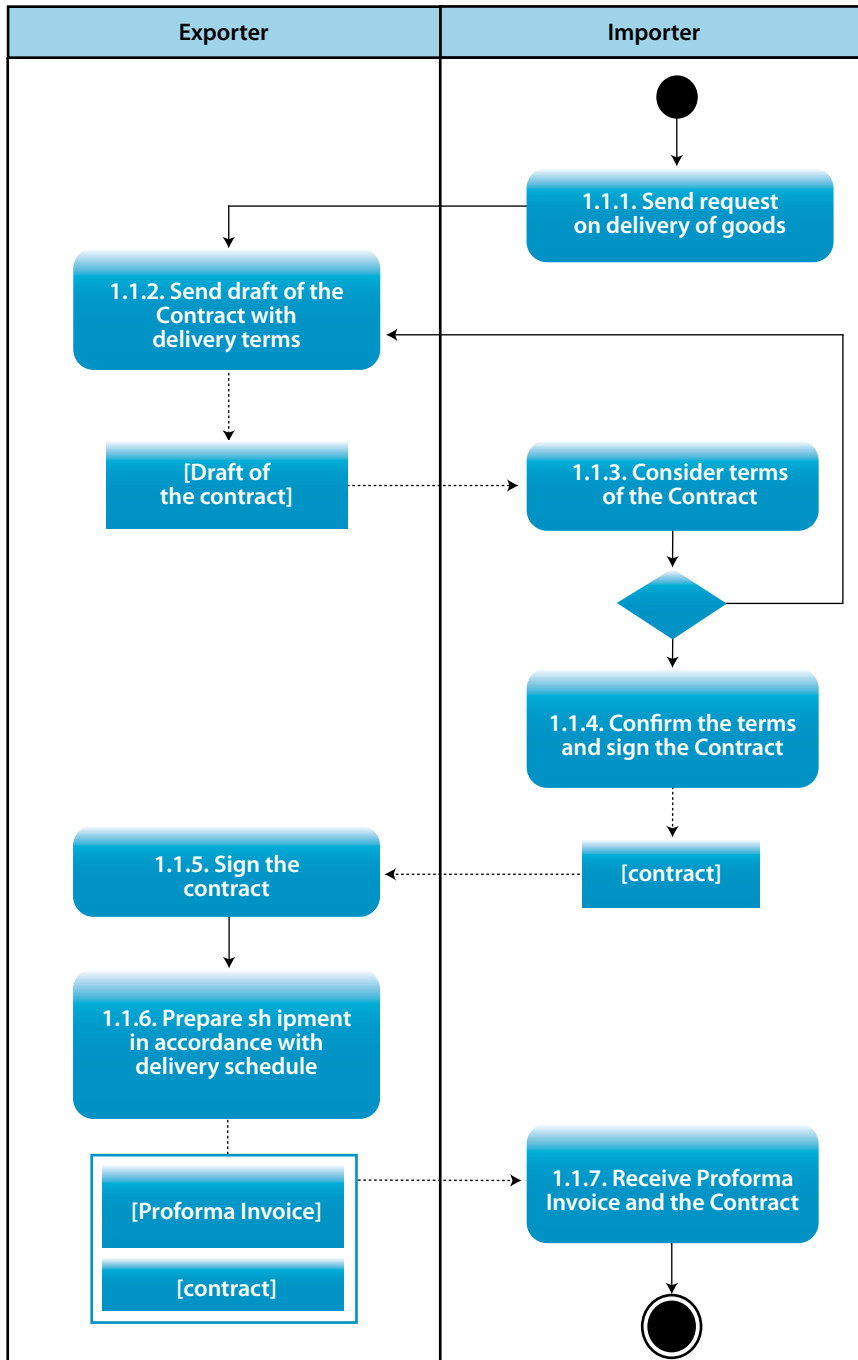 Exporter
Importer
1.1.1. Send request
on delivery of goods
1.1.2. Send draft of the
Contract with
delivery terms
[Draft of
the contract]
1.1.3. Consider terms
of the Contract
1.1.4. Confirm the terms
and sign the Contract
[contract]
1.1.5. Sign the
contract
1.1.6. Prepare sh ipment
in accordance with
delivery schedule
[Proforma Invoice]
[contract]
1.1.7. Receive Proforma
Invoice and the Contract